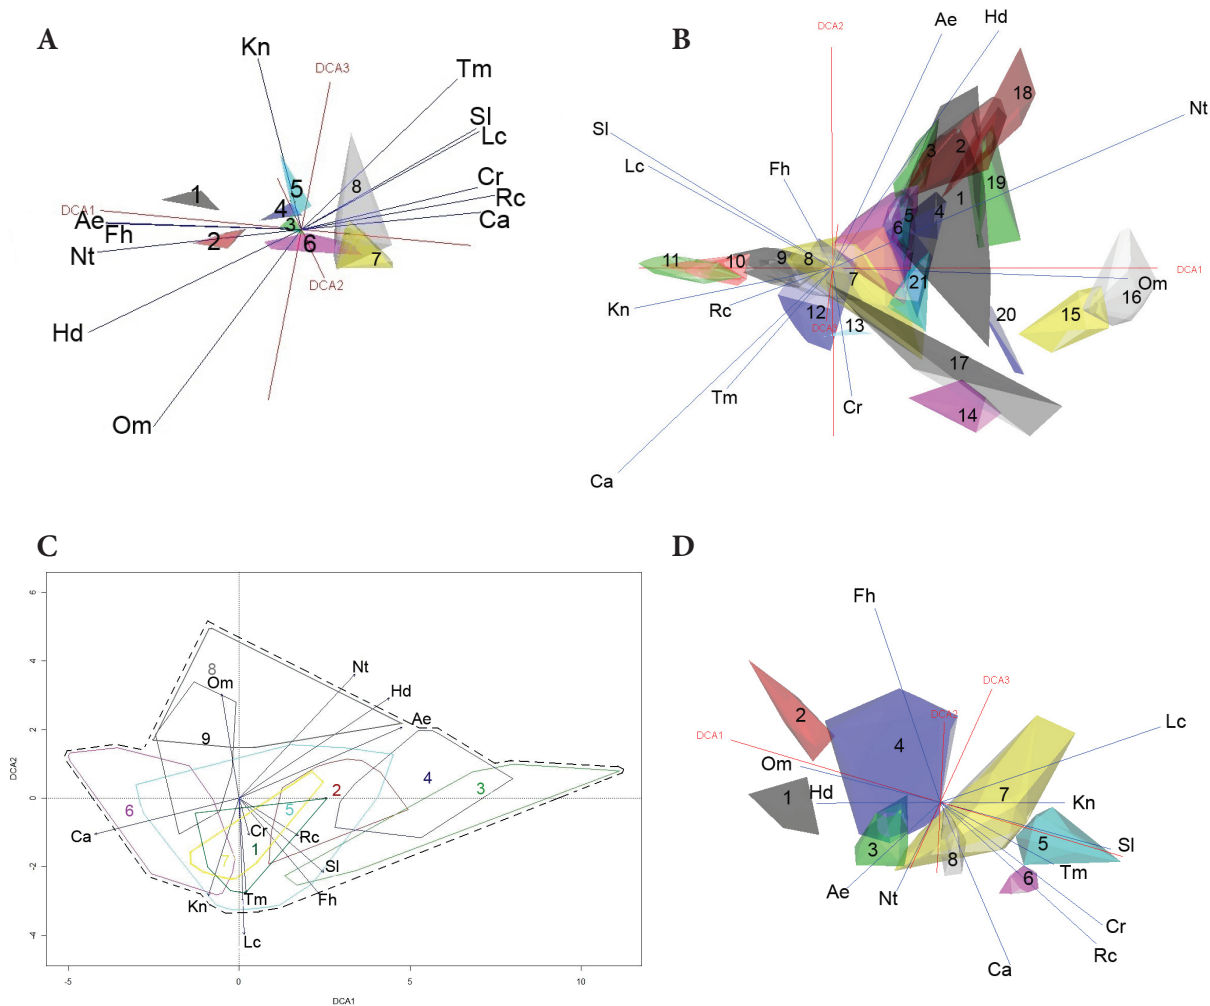 A
Kn
DCA3
Tm
Sl
Lc
Cr
Rc
Ca
DCA1
Ae
Fh
Nt
Hd
Om
DCA2
1
2
3
4
5
6
7
8
B
DCA2
Ae
Hd
Nt
Sl
Lc
Fh
Kn
Rc
Tm
Ca
Cr
Om
DCA1
18
3
2
19
1
4
5
6
11
10
9
8
7
21
12
13
20
15
16
17
14
C
DCA2
6
4
2
0
-2
-4
-5
0
5
10
DCA1
Nt
Hd
Ae
Om
Ca
Cr
Rc
Sl
Fh
Tm
Kn
Lc
8
9
6
2
4
3
5
1
7
D
Fh
DCA3
DCA1
Lc
Om
Hd
Kn
Sl
Tm
Ae
Nt
Cr
Rc
Ca
2
4
1
7
3
8
5
6